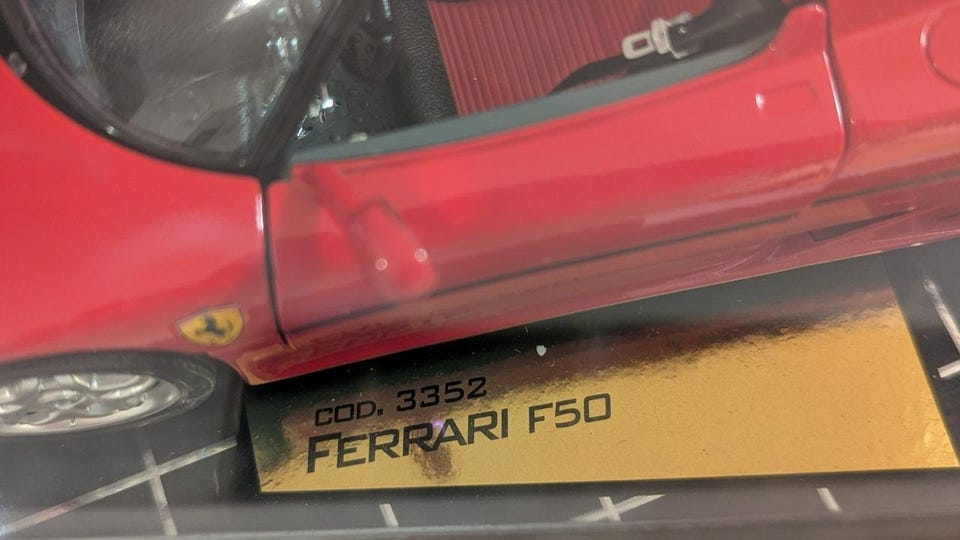 COD. 3352
FERRARI F50